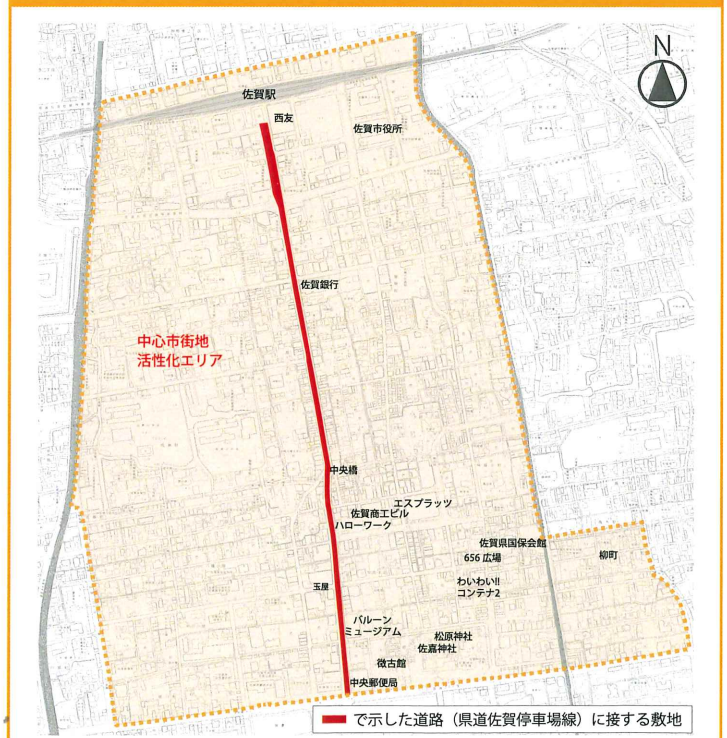 N
佐賀駅
西友
佐賀市役所
佐賀銀行
中心市街地
活性化エリア
中央橋
エスプラッツ
佐賀商工ビル
ハローワーク
佐賀県国保会館
656 広場
柳町
わいわい!!
コンテナ2
玉屋
バルーン
ミュージアム
松原神社
佐嘉神社
徴古館
中央郵便局
で示した道路（県道佐賀停車場線）に接する敷地